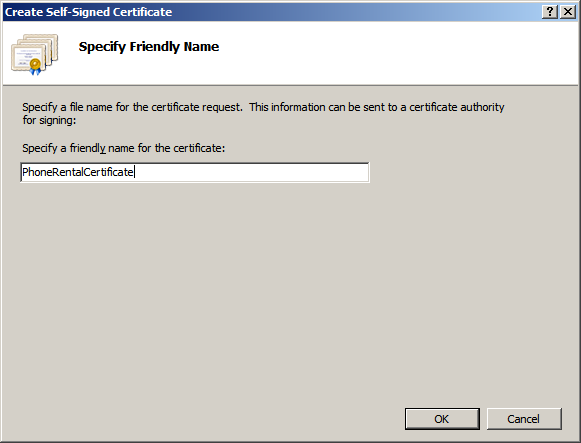 Create Self-Signed Certificate
Specify Friendly Name
Specify a file name for the certificate request.  This information can be sent to a certificate authority
for signing:
Specify a friendly name for the certificate:
PhoneRentalCertificate
OK
Cancel